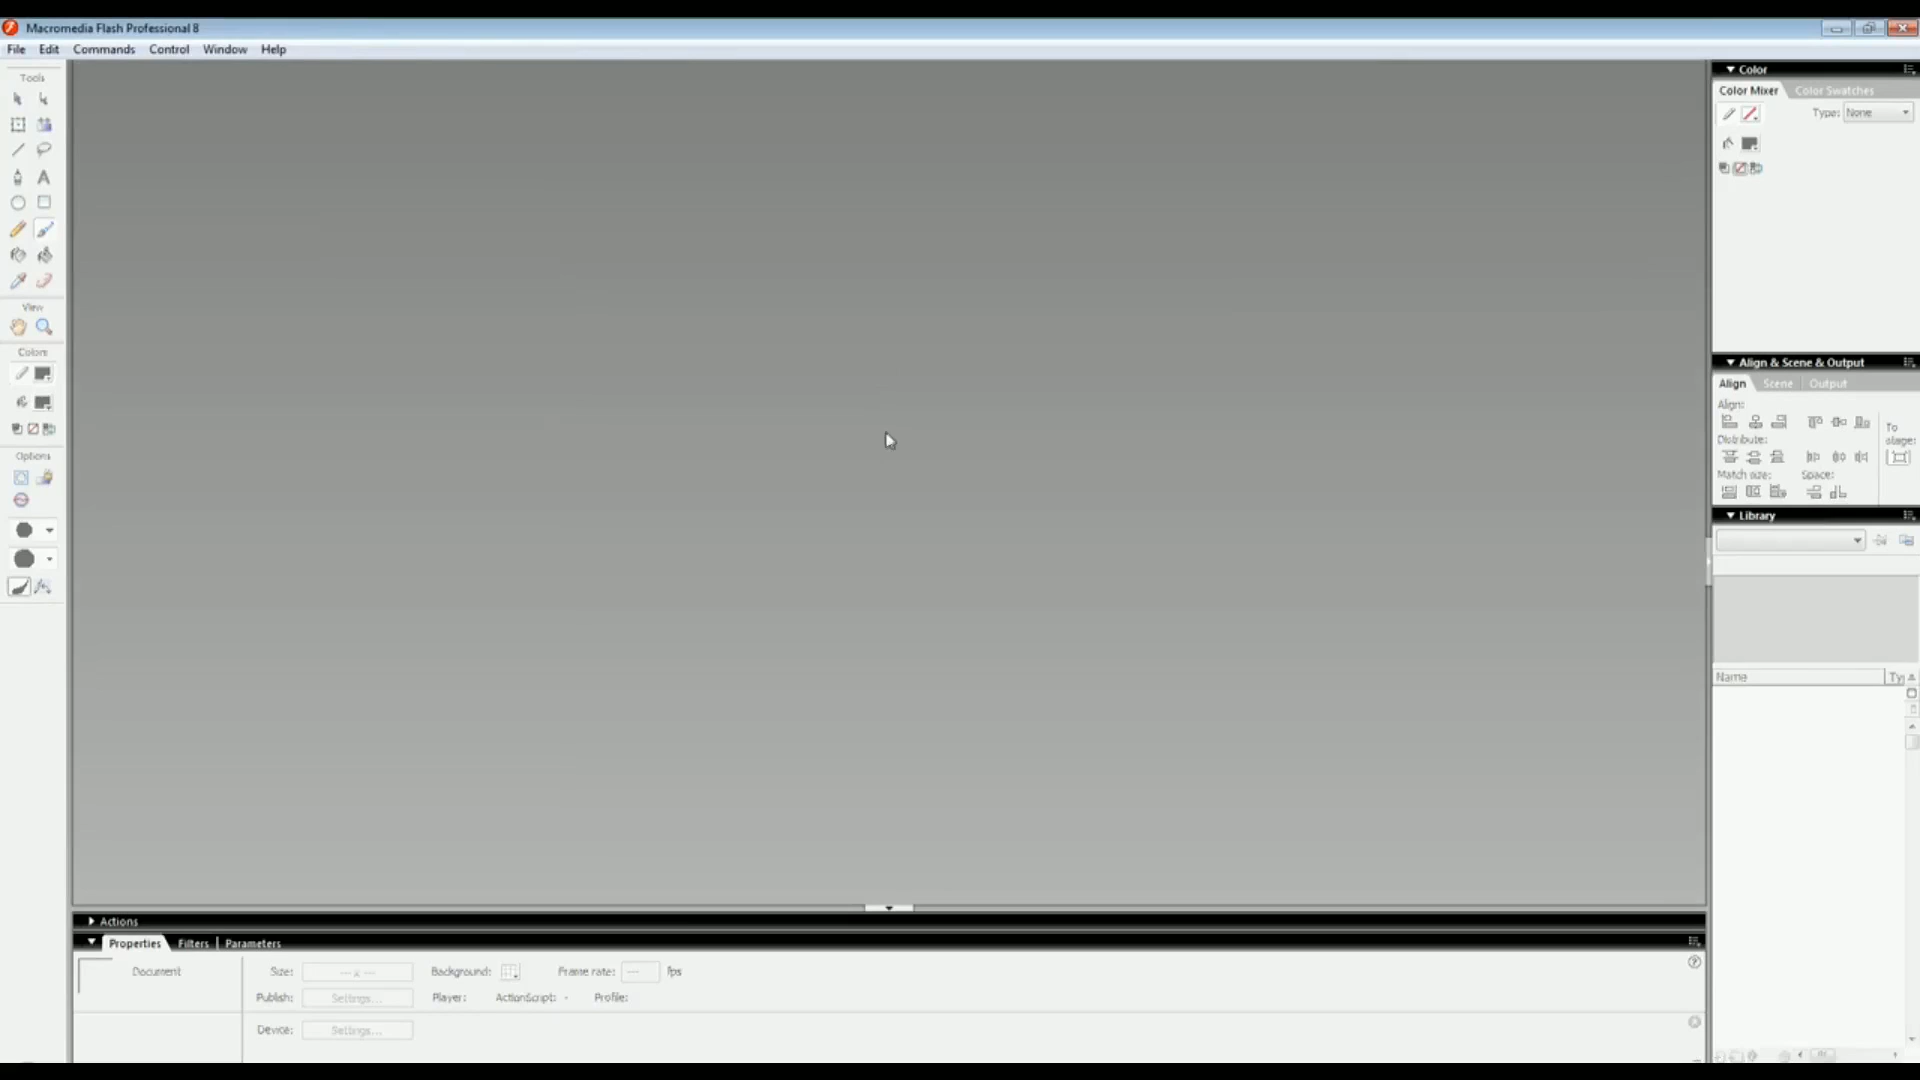 Macromedia Flash Professional 8
File Edit Commands Control Window Help
Tools
A
View
Colors
Options
Color
Color Mixer Color Swatches
Type: None
Align & Scene & Output
Align Scene Output
Align:
To
stage:
Distribute:
Match size: Space:
Library
Name Ty
Actions
Properties Filters Parameters
Document
Size: --- x --- Background: Frame rate: --- fps
Publish: Settings... Player: ActionScript: - Profile:
Device: Settings...